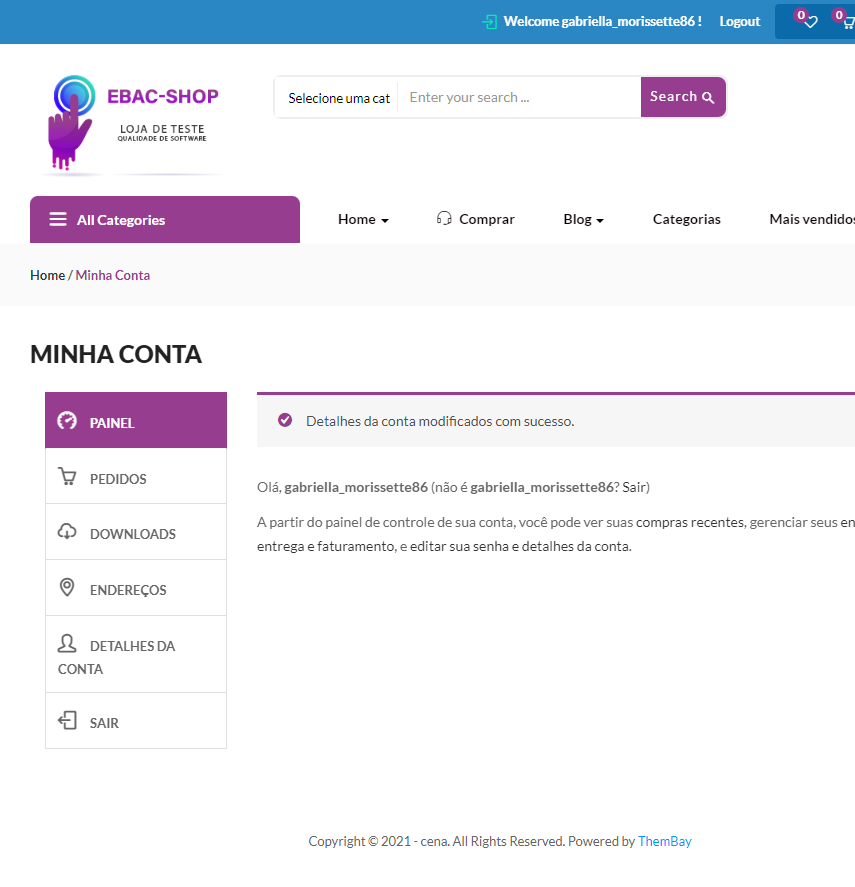 Welcome gabriella_morissette86 ! Logout 0 0
EBAC-SHOP
LOJA DE TESTE
QUALIDADE DE SOFTWARE
Selecione uma cat Enter your search ... Search
All Categories Home Comprar Blog Categorias Mais vendidos
Home / Minha Conta
MINHA CONTA
PAINEL
PEDIDOS
DOWNLOADS
ENDEREÇOS
DETALHES DA
CONTA
SAIR
Detalhes da conta modificados com sucesso.
Olá, gabriella_morissette86 (não é gabriella_morissette86? Sair)
A partir do painel de controle de sua conta, você pode ver suas compras recentes, gerenciar seus en
entrega e faturamento, e editar sua senha e detalhes da conta.
Copyright © 2021 - cena. All Rights Reserved. Powered by ThemBay